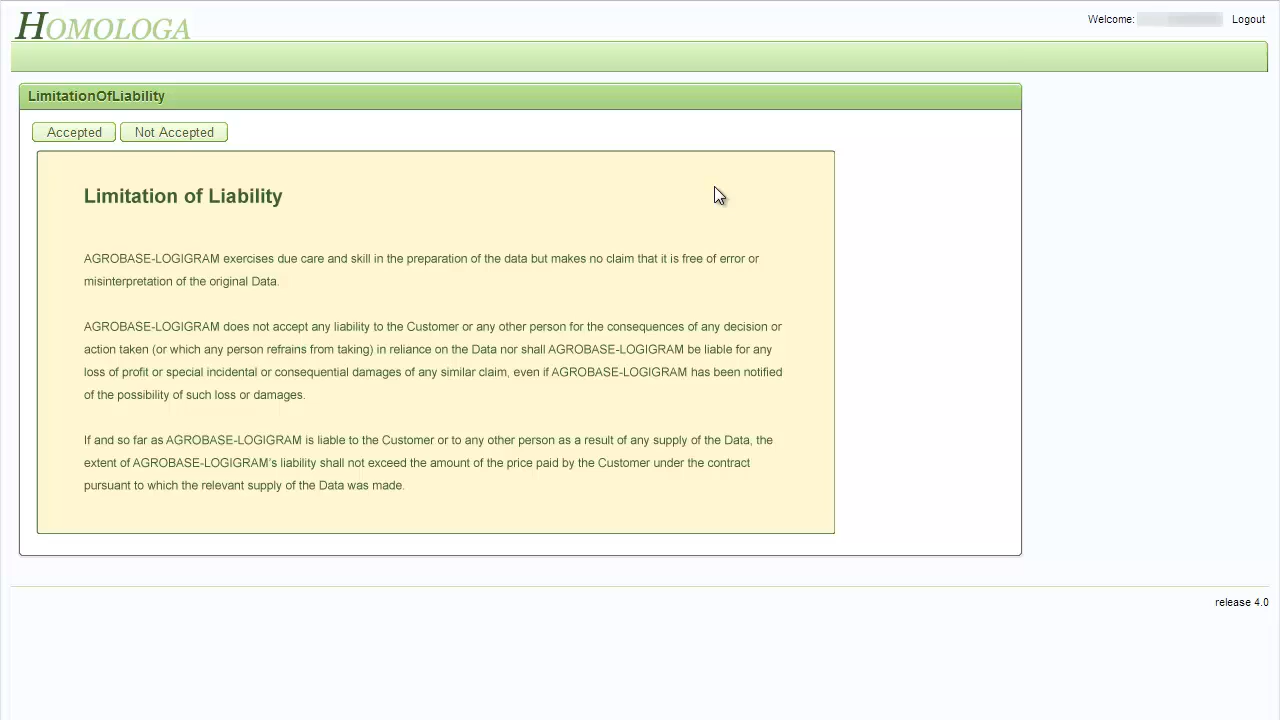 HOMOLOGA
Welcome:
Logout
LimitationOfLiability
Accepted
Not Accepted
Limitation of Liability
AGROBASE-LOGIGRAM exercises due care and skill in the preparation of the data but makes no claim that it is free of error or
misinterpretation of the original Data.
AGROBASE-LOGIGRAM does not accept any liability to the Customer or any other person for the consequences of any decision or
action taken (or which any person refrains from taking) in reliance on the Data nor shall AGROBASE-LOGIGRAM be liable for any
loss of profit or special incidental or consequential damages of any similar claim, even if AGROBASE-LOGIGRAM has been notified
of the possibility of such loss or damages.
If and so far as AGROBASE-LOGIGRAM is liable to the Customer or to any other person as a result of any supply of the Data, the
extent of AGROBASE-LOGIGRAM's liability shall not exceed the amount of the price paid by the Customer under the contract
pursuant to which the relevant supply of the Data was made.
release 4.0